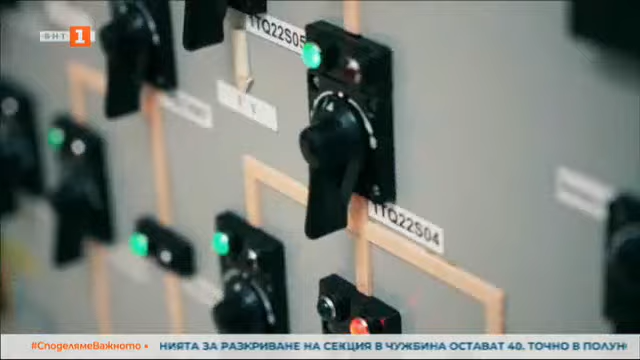 БНТ 1
1TQ22S05
1TQ22S04
#СподелямеВажното •
НИЯТА ЗА РАЗКРИВАНЕ НА СЕКЦИЯ В ЧУЖБИНА ОСТАВАТ 40. ТОЧНО В ПОЛУН